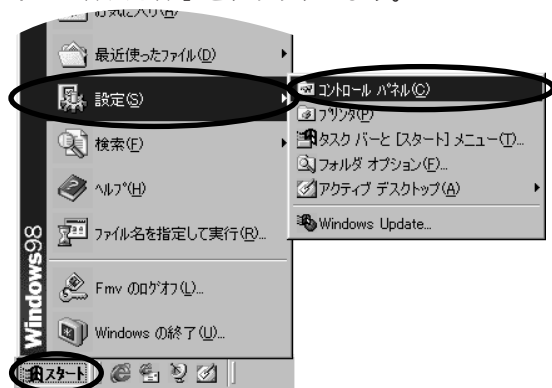 お気に入り(A)
最近使ったファイル(D)
設定(S)
検索(F)
ヘルプ(H)
ファイル名を指定して実行(R)...
Fmv のログオフ(L)...
Windows の終了(U)...
Windows98
スタート
コントロール パネル(C)
プリンタ(P)
タスク バーと [スタート] メニュー(T)...
フォルダ オプション(F)...
アクティブ デスクトップ(A)
Windows Update...